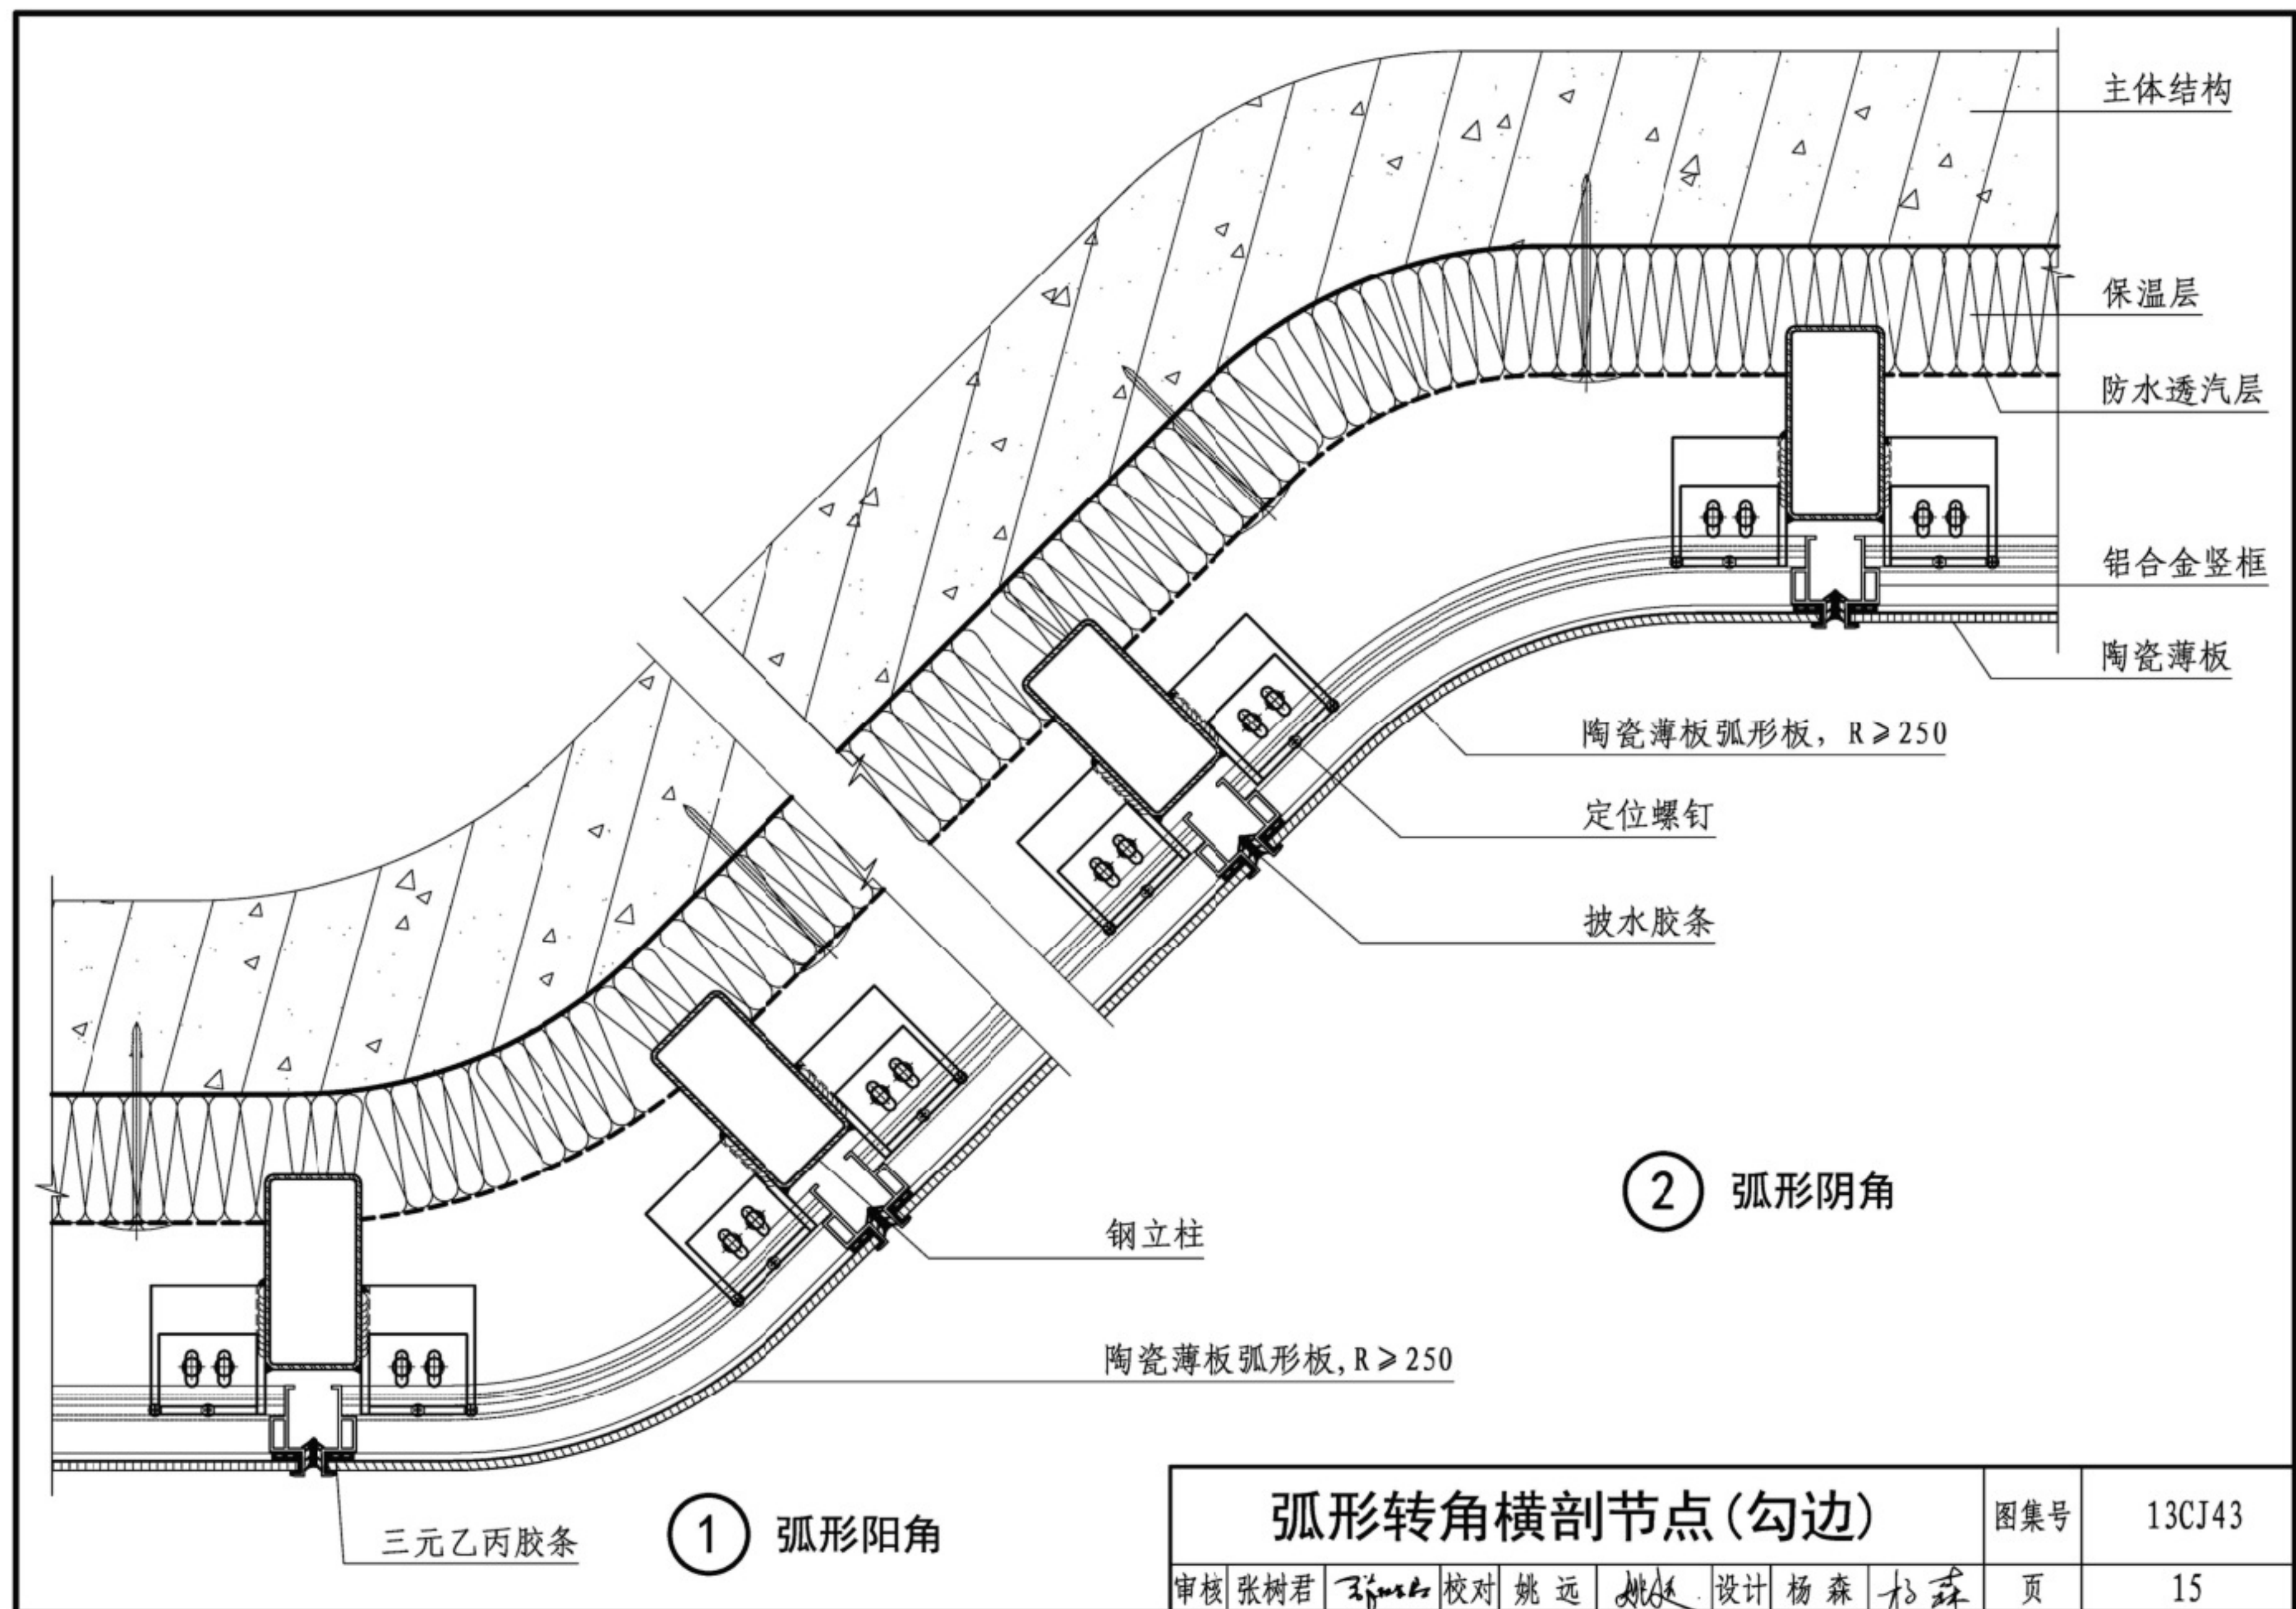 主体结构
保温层
防水透汽层
铝合金竖框
陶瓷薄板
陶瓷薄板弧形板，R≥250
定位螺钉
披水胶条
② 弧形阴角
钢立柱
陶瓷薄板弧形板,R≥250
三元乙丙胶条
① 弧形阳角
弧形转角横剖节点(勾边) 图集号 13CJ43
审核 张树君 校对 姚远 姚远 设计 杨森 杨森 页 15